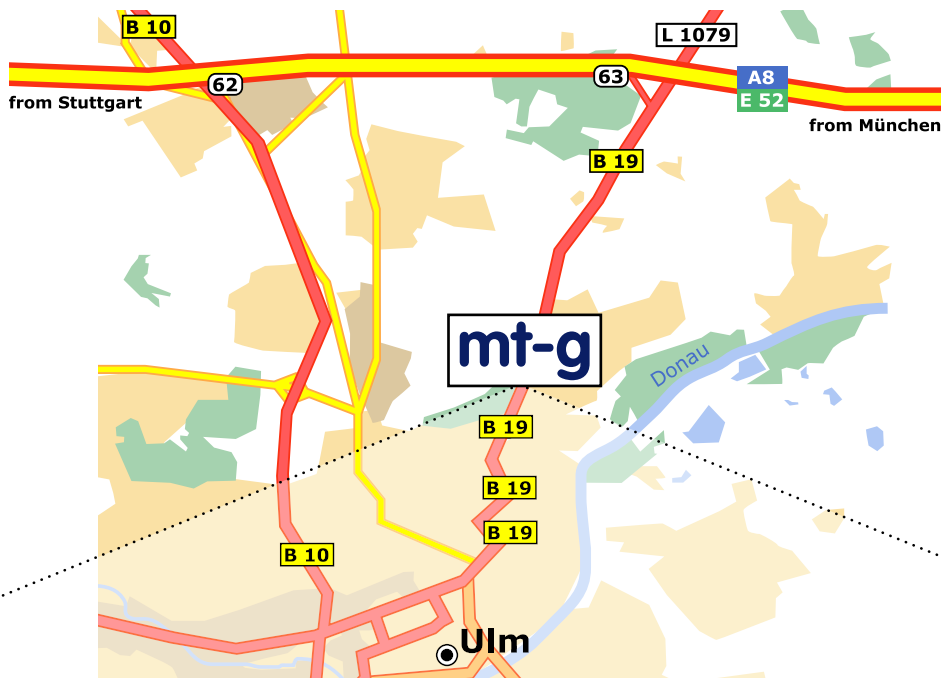 B 10
L 1079
62
63
A8
E 52
from Stuttgart
from München
B 19
mt-g
Donau
B 19
B 19
B 19
B 10
Ulm